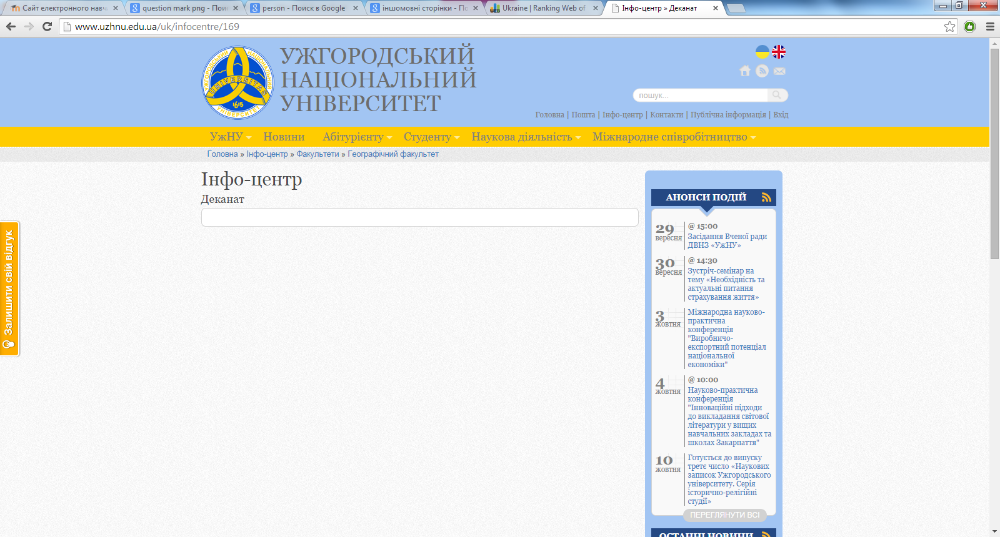 Сайт електронного навча
question mark png - Поис
person - Поиск в Google
іншомовні сторінки - По
Ukraine | Ranking Web of
Інфо-центр » Деканат
www.uzhnu.edu.ua/uk/infocentre/169
УЖГОРОДСЬКИЙ
НАЦІОНАЛЬНИЙ
УНІВЕРСИТЕТ
УЖГОРОДСЬКИЙ НАЦІОНАЛЬНИЙ
UNIVERSITAS
1615
УНІВЕРСИТЕТ
пошук...
Головна | Пошта | Інфо-центр | Контакти | Публічна інформація | Вхід
УжНУ Новини Абітурієнту Студенту Наукова діяльність Міжнародне співробітництво
Головна » Інфо-центр » Факультети » Географічний факультет
Інфо-центр
Деканат
Залишити свій відгук
АНОНСИ ПОДІЙ
29 вересня
@ 15:00
Засідання Вченої ради
ДВНЗ «УжНУ»
30 вересня
@ 14:30
Зустріч-семінар на
тему «Необхідність та
актуальні питання
страхування життя»
3 жовтня
Міжнародна науково-
практична
конференція
"Виробничо-
експортний потенціал
національної
економіки"
4 жовтня
@ 10:00
Науково-практична
конференція
"Інноваційні підходи
до викладання світової
літератури у вищих
навчальних закладах та
школах Закарпаття"
10 жовтня
Готується до випуску
третє число «Наукових
записок Ужгородського
університету. Серія
історично-релігійні
студії»
ПЕРЕГЛЯНУТИ ВСІ
ОСТАННІ НОВИНИ